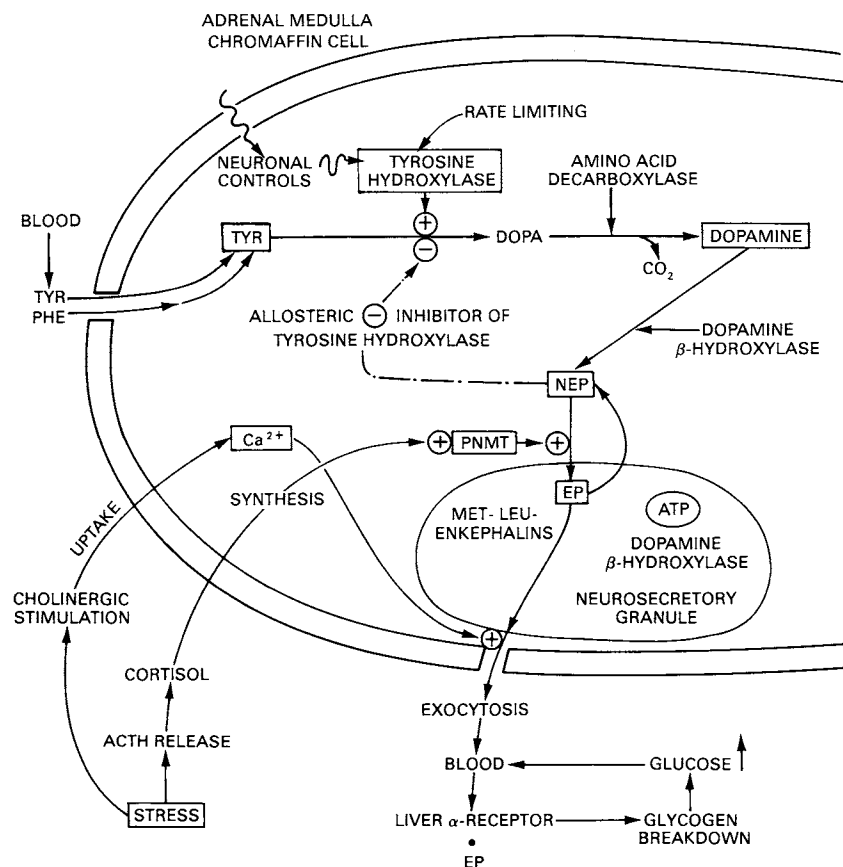 ADRENAL MEDULLA
CHROMAFFIN CELL
RATE LIMITING
NEURONAL
CONTROLS
TYROSINE
HYDROXYLASE
AMINO ACID
DECARBOXYLASE
BLOOD
TYR
+
−
DOPA
DOPAMINE
CO₂
TYR
PHE
ALLOSTERIC − INHIBITOR OF
TYROSINE HYDROXYLASE
DOPAMINE
β-HYDROXYLASE
NEP
Ca²⁺
+ PNMT +
SYNTHESIS
UPTAKE
EP
MET- LEU-
ENKEPHALINS
ATP
DOPAMINE
β-HYDROXYLASE
NEUROSECRETORY
GRANULE
CHOLINERGIC
STIMULATION
+
CORTISOL
EXOCYTOSIS
ACTH RELEASE
BLOOD
GLUCOSE
STRESS
LIVER α-RECEPTOR
•
EP
GLYCOGEN
BREAKDOWN